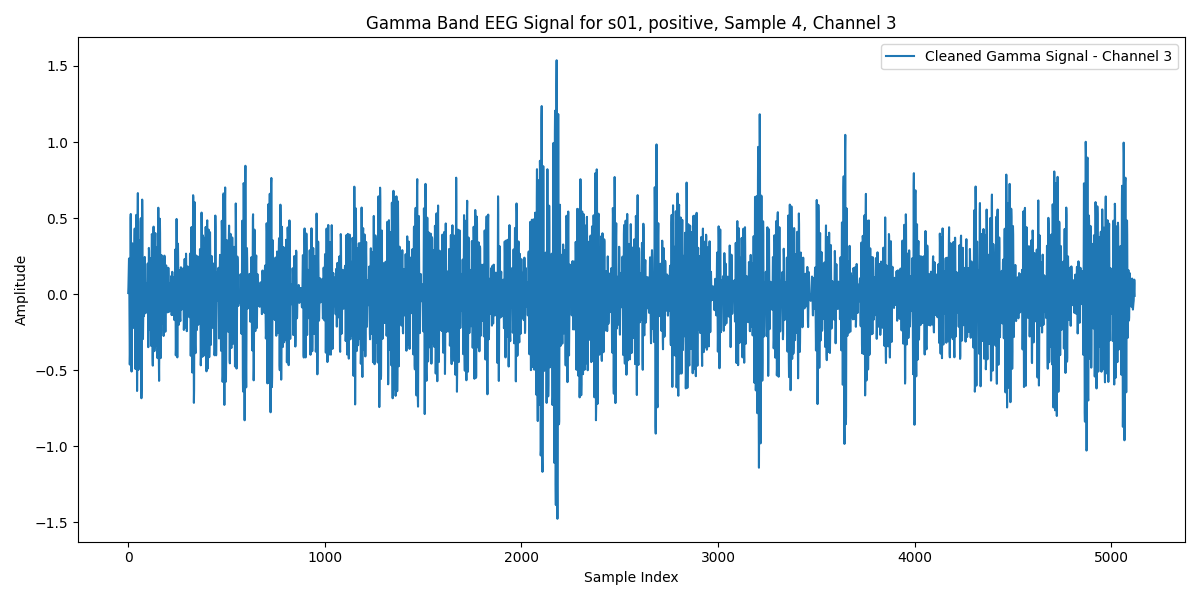 Gamma Band EEG Signal for s01, positive, Sample 4, Channel 3
Cleaned Gamma Signal - Channel 3
Amplitude
1.5
1.0
0.5
0.0
−0.5
−1.0
−1.5
0 1000 2000 3000 4000 5000
Sample Index